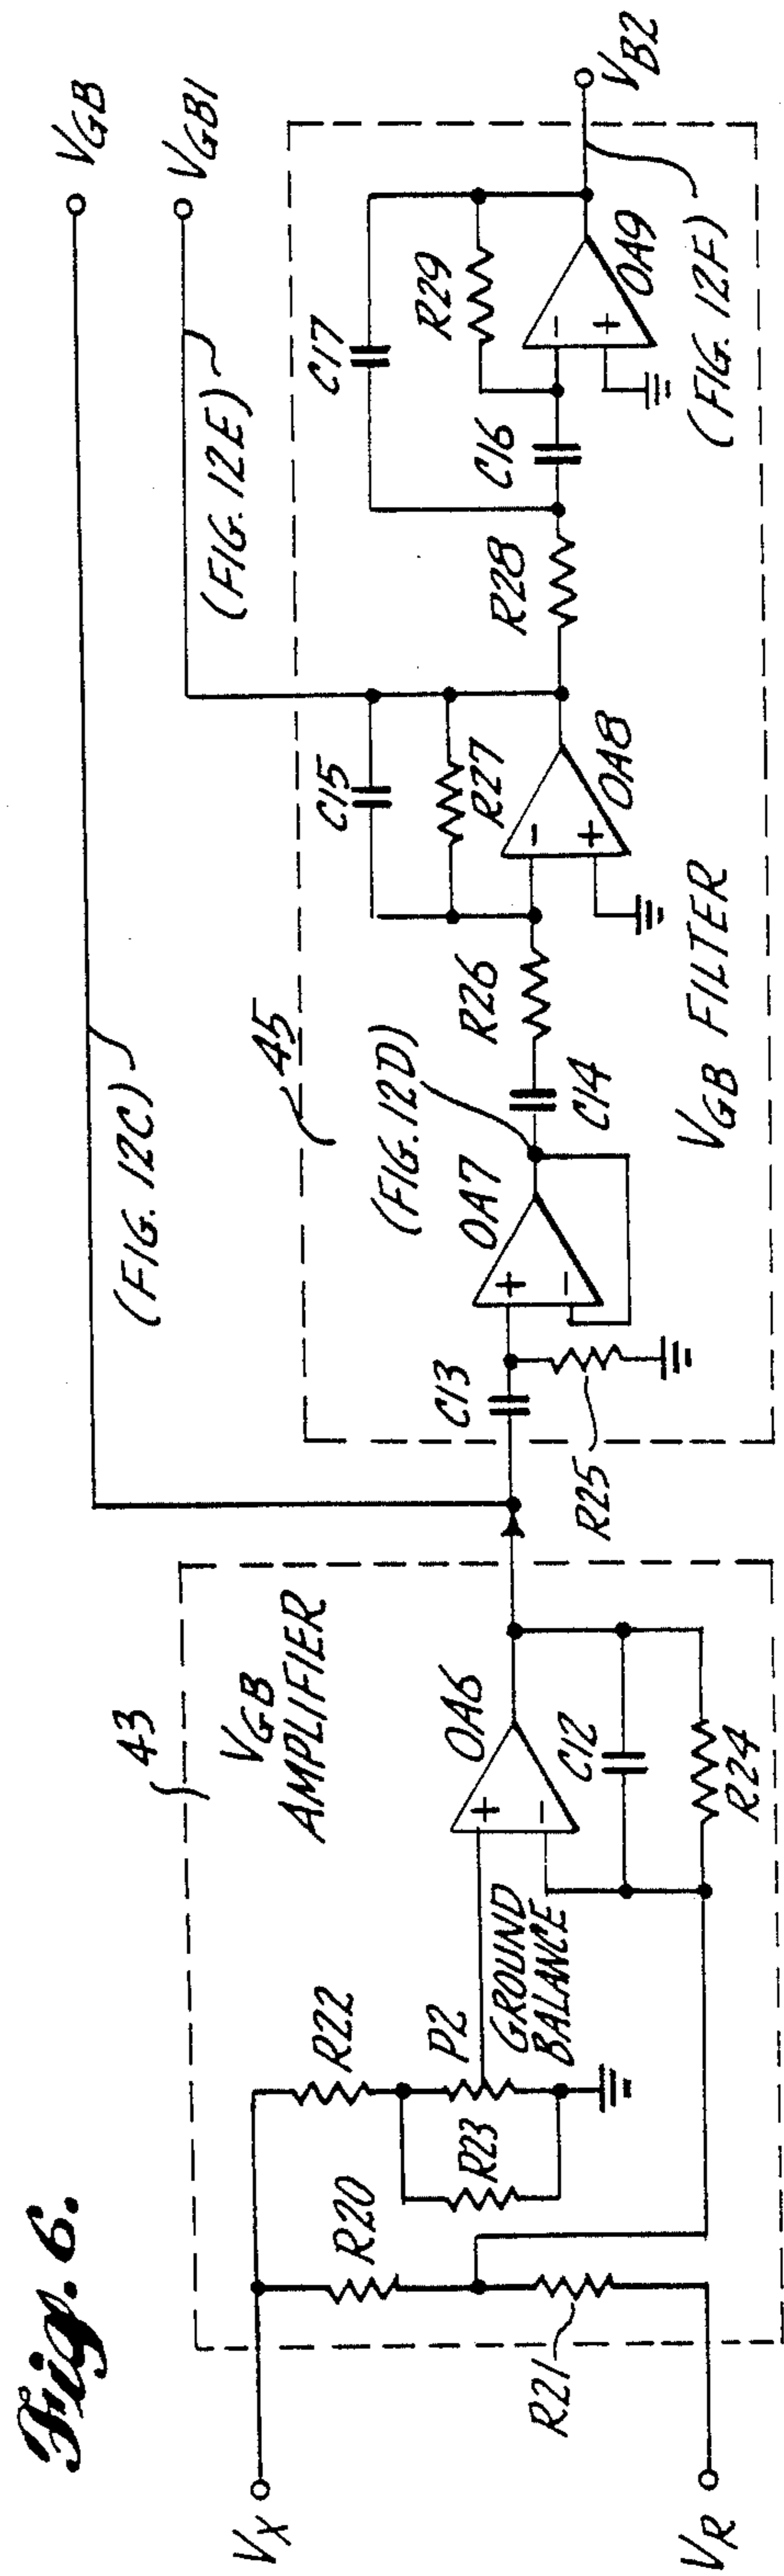 Fig. 6.
VX
VR
43
VGB
AMPLIFIER
R20
R21
R22
R23
P2
GROUND
BALANCE
OA6
C12
R24
(FIG. 12C)
VGB
(FIG. 12E)
VGB1
45
C13
R25
OA7
(FIG. 12D)
C14
R26
C15
R27
OA8
R28
C17
C16
R29
OA9
(FIG. 12F)
VB2
VGB FILTER
+
−
+
−
−
+
−
+